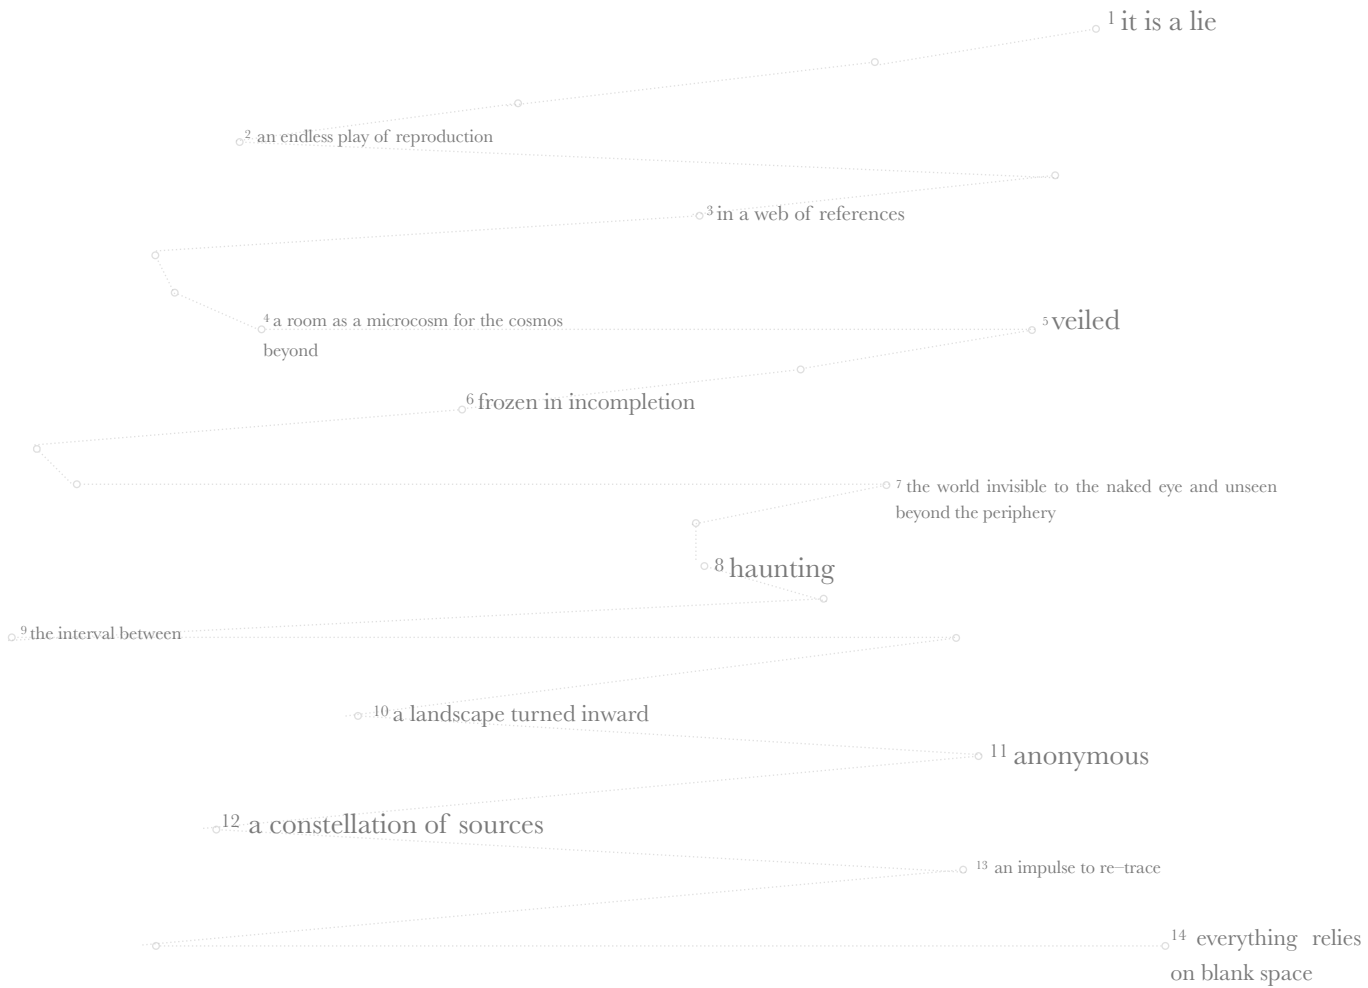 1 it is a lie
2 an endless play of reproduction
3 in a web of references
4 a room as a microcosm for the cosmos
beyond
5 veiled
6 frozen in incompletion
7 the world invisible to the naked eye and unseen
beyond the periphery
8 haunting
9 the interval between
10 a landscape turned inward
11 anonymous
12 a constellation of sources
13 an impulse to re–trace
14 everything relies
on blank space